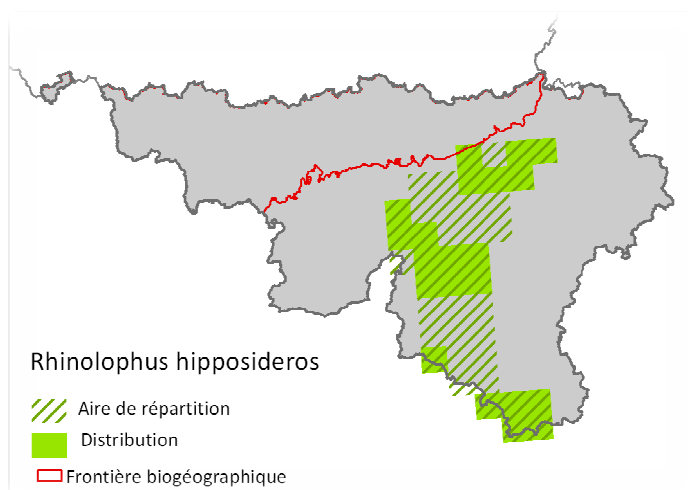 Rhinolophus hipposideros
Aire de répartition
Distribution
Frontière biogéographique